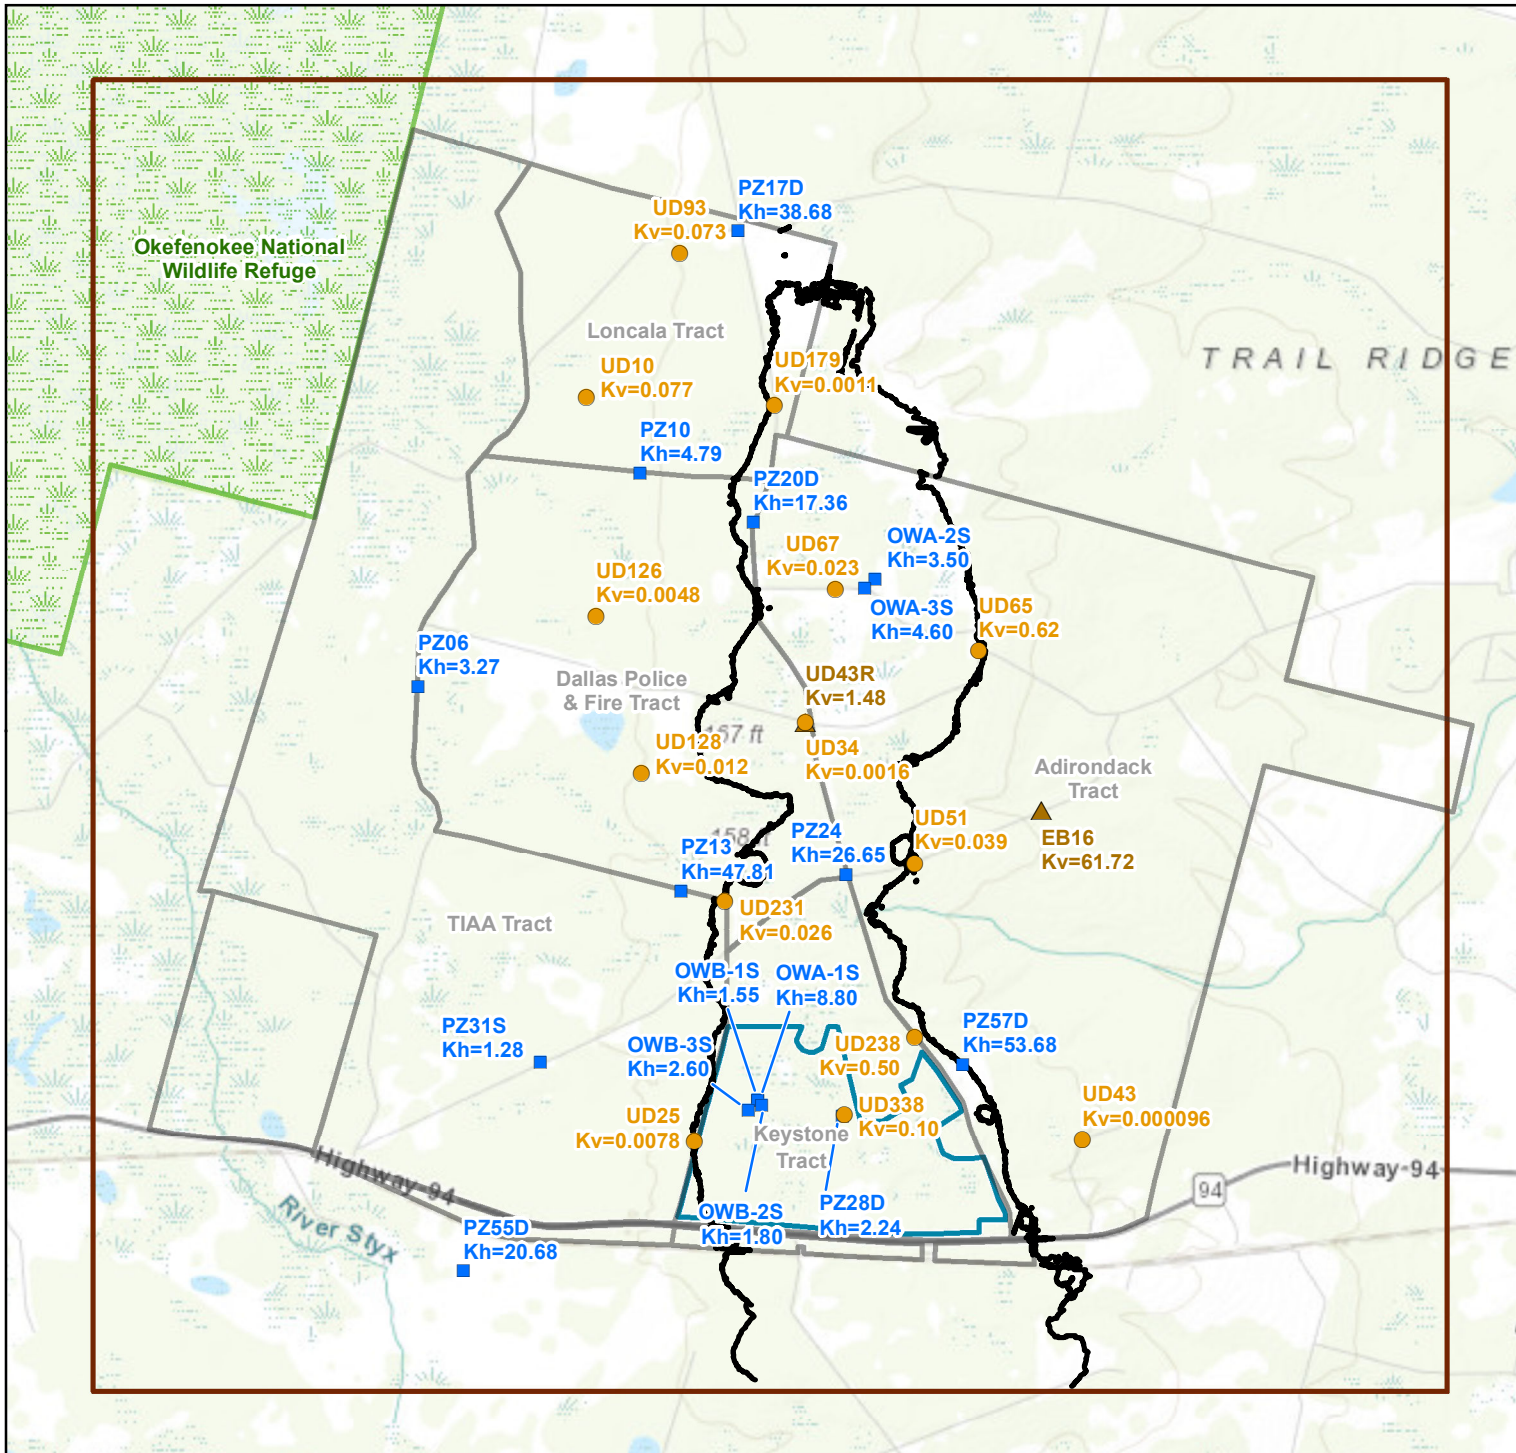 PZ17D
Kh=38.68
UD93
Kv=0.073
Okefenokee National
Wildlife Refuge
Loncala Tract
TRAIL RIDGE
UD10
Kv=0.077
UD179
Kv=0.0011
PZ10
Kh=4.79
PZ20D
Kh=17.36
UD67
Kv=0.023
OWA-2S
Kh=3.50
UD126
Kv=0.0048
OWA-3S
Kh=4.60
UD65
Kv=0.62
PZ06
Kh=3.27
Dallas Police
& Fire Tract
UD43R
Kv=1.48
157 ft
UD128
Kv=0.012
UD34
Kv=0.0016
Adirondack
Tract
158 ft
PZ13
Kh=47.81
PZ24
Kh=26.65
UD51
Kv=0.039
EB16
Kv=61.72
TIAA Tract
UD231
Kv=0.026
OWB-1S
Kh=1.55
OWA-1S
Kh=8.80
PZ31S
Kh=1.28
OWB-3S
Kh=2.60
UD238
Kv=0.50
PZ57D
Kh=53.68
UD25
Kv=0.0078
UD338
Kv=0.10
Keystone
Tract
UD43
Kv=0.000096
Highway-94
Highway-94
94
River Styx
PZ55D
Kh=20.68
OWB-2S
Kh=1.80
PZ28D
Kh=2.24